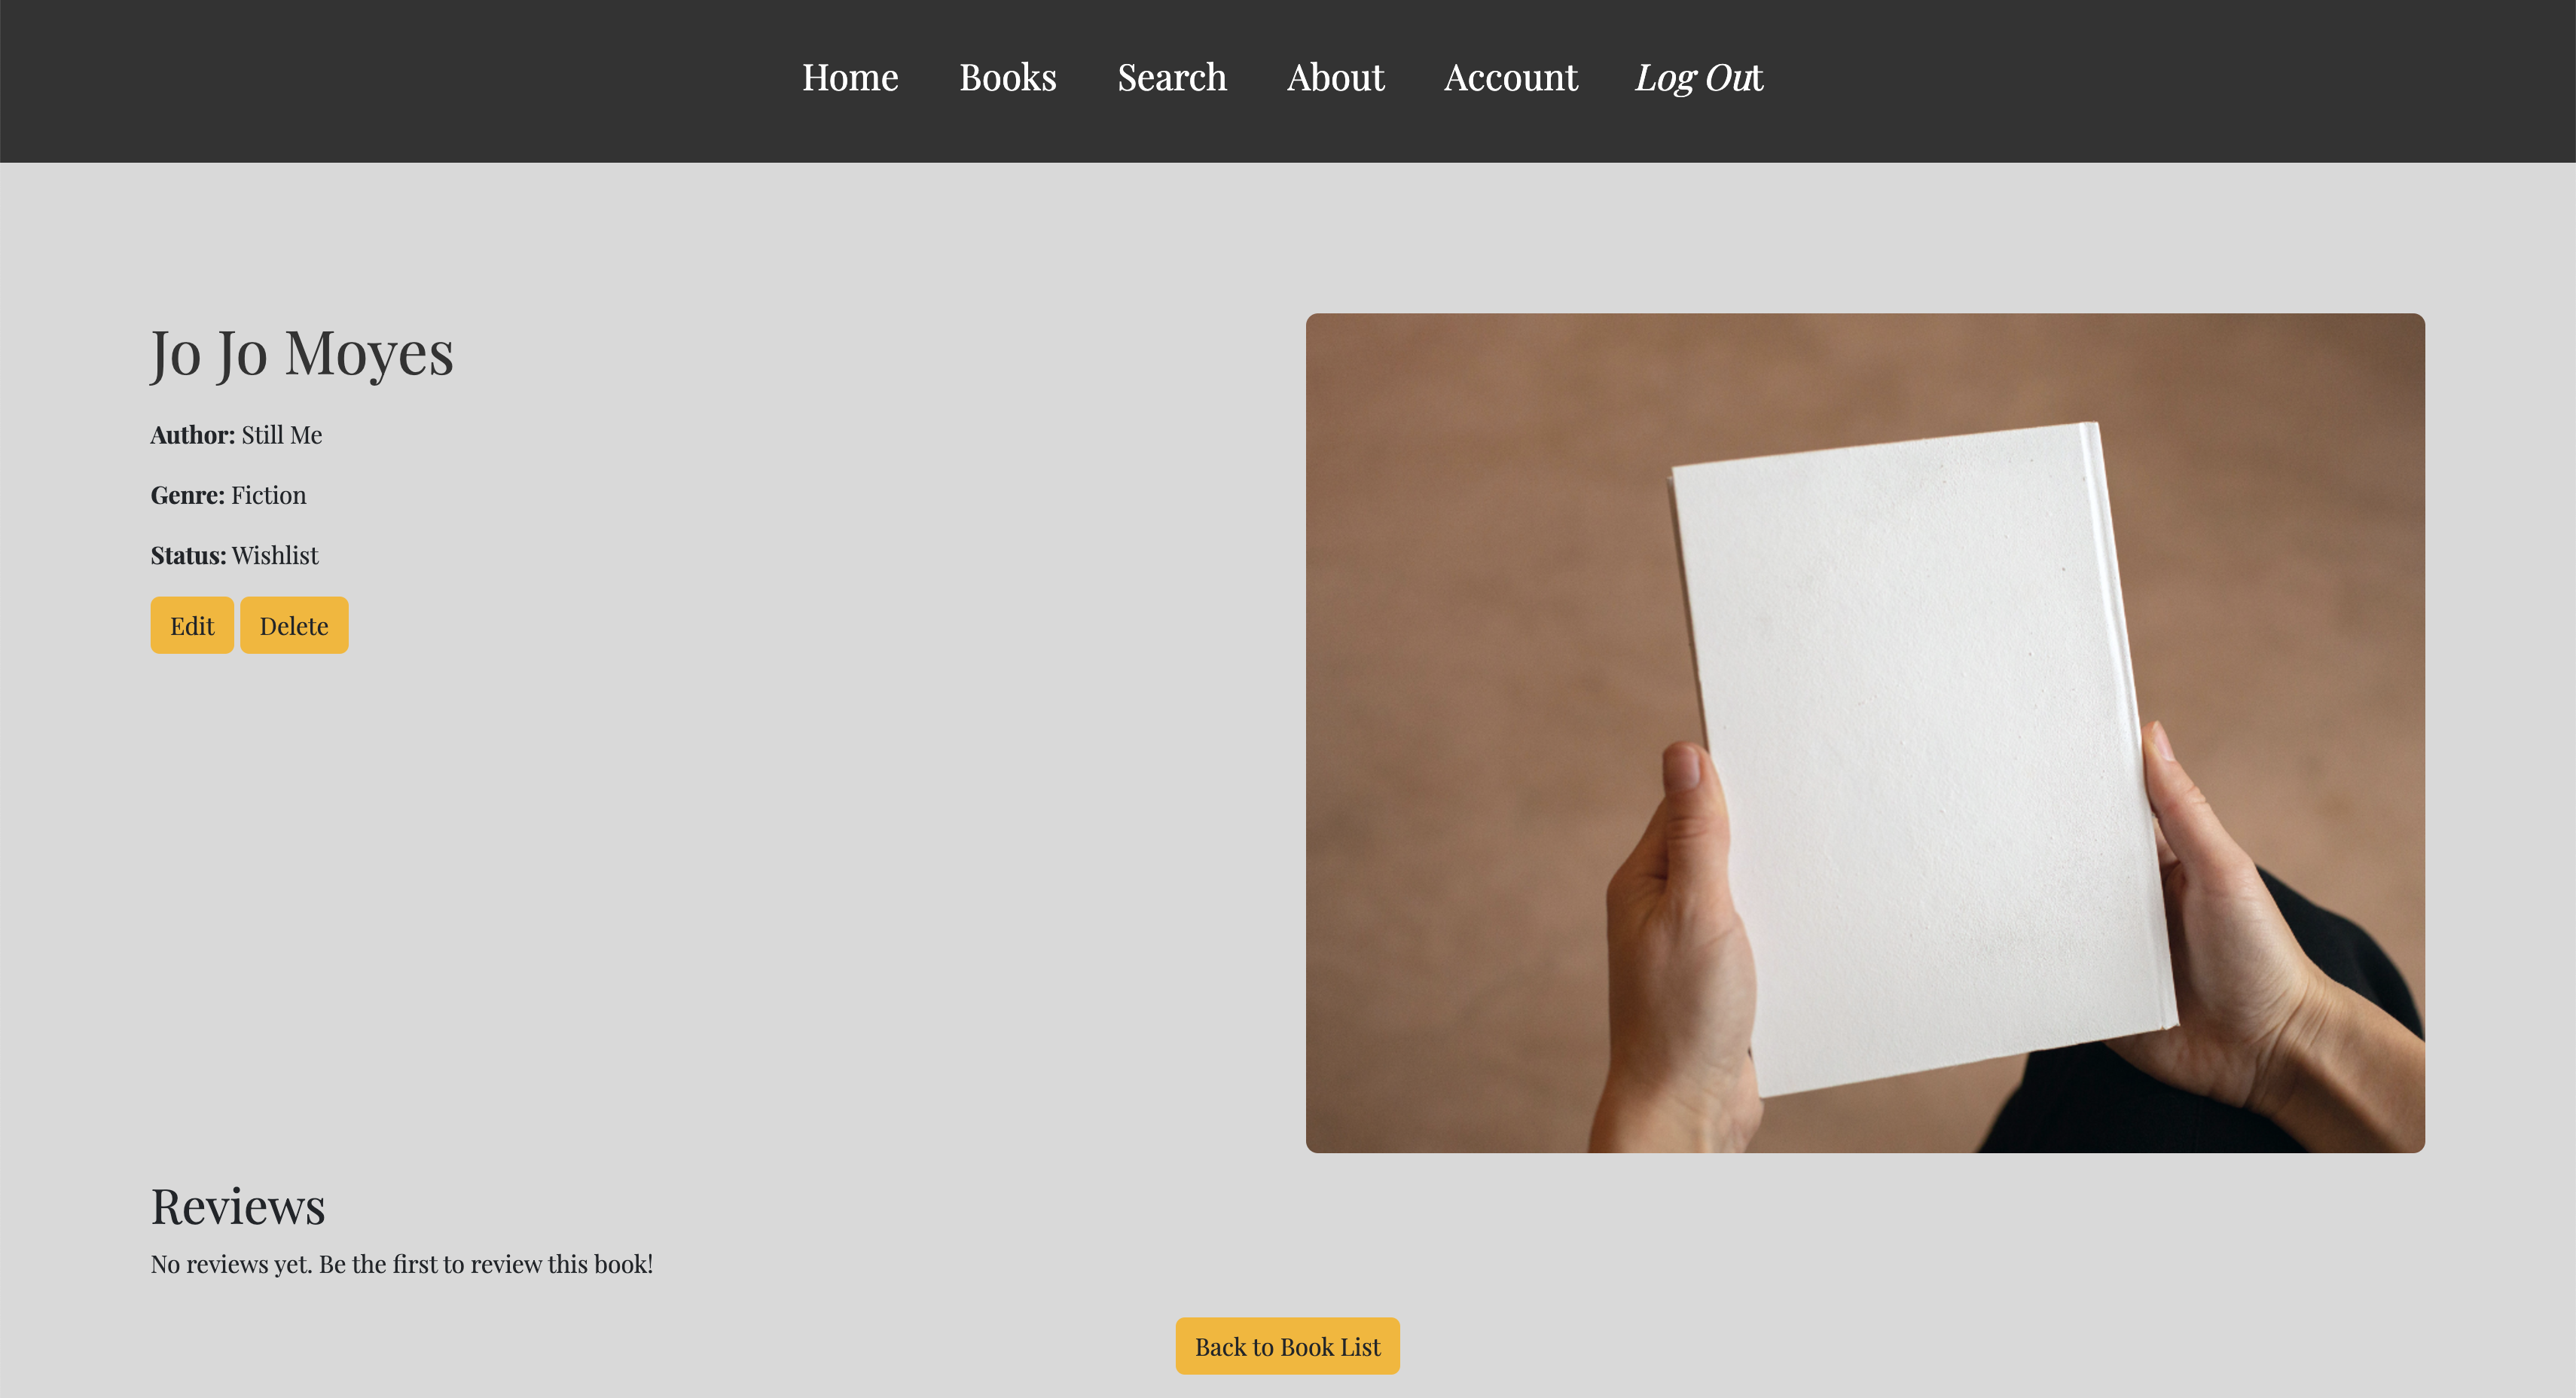 Home Books Search About Account Log Out
Jo Jo Moyes
Author: Still Me
Genre: Fiction
Status: Wishlist
Edit Delete
Reviews
No reviews yet. Be the first to review this book!
Back to Book List